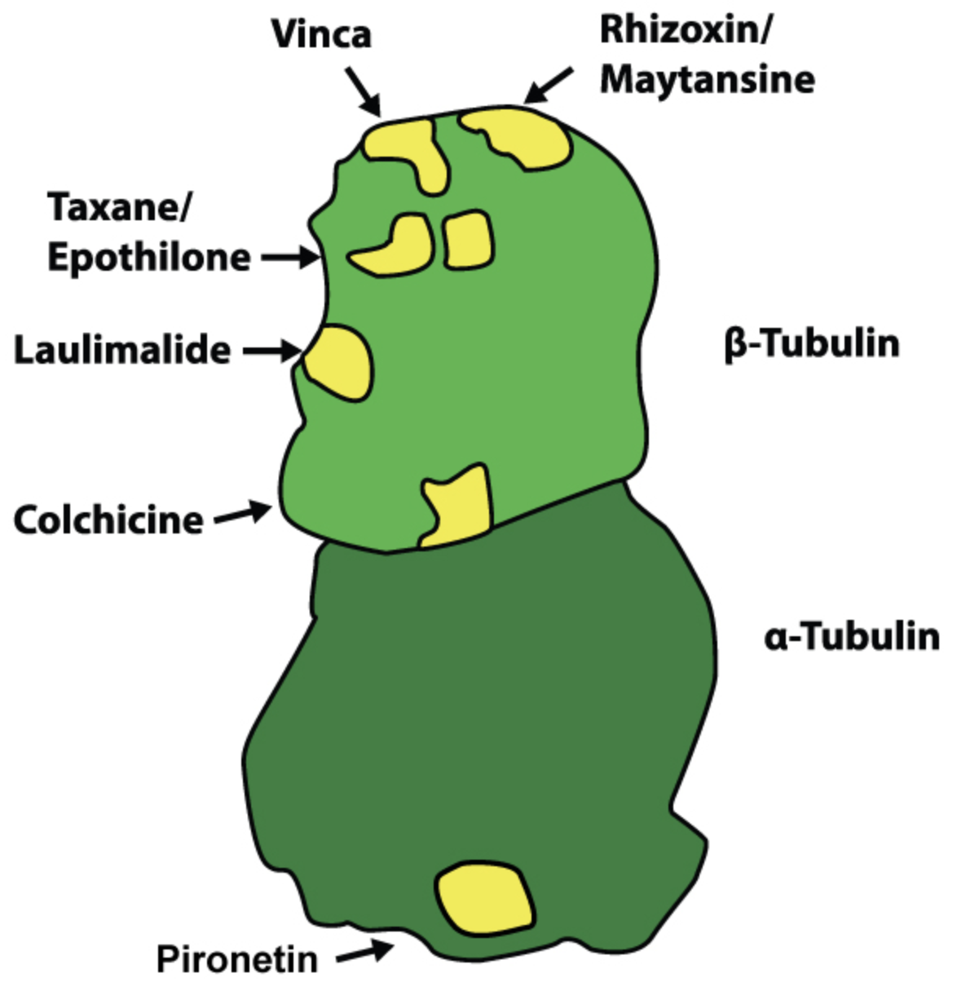 Vinca
Rhizoxin/
Maytansine
Taxane/
Epothilone
Laulimalide
β-Tubulin
Colchicine
α-Tubulin
Pironetin